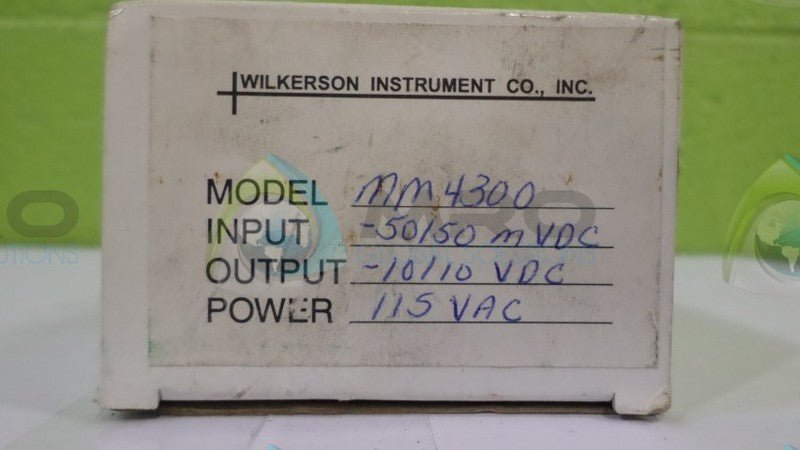 WILKERSON INSTRUMENT CO., INC.
MODEL MM4300
INPUT -50/50 mVDC
OUTPUT -10/10 VDC
POWER 115 VAC